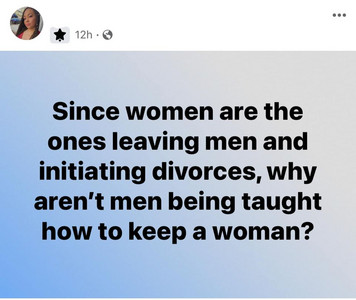 12h ·
Since women are the
ones leaving men and
initiating divorces, why
aren’t men being taught
how to keep a woman?